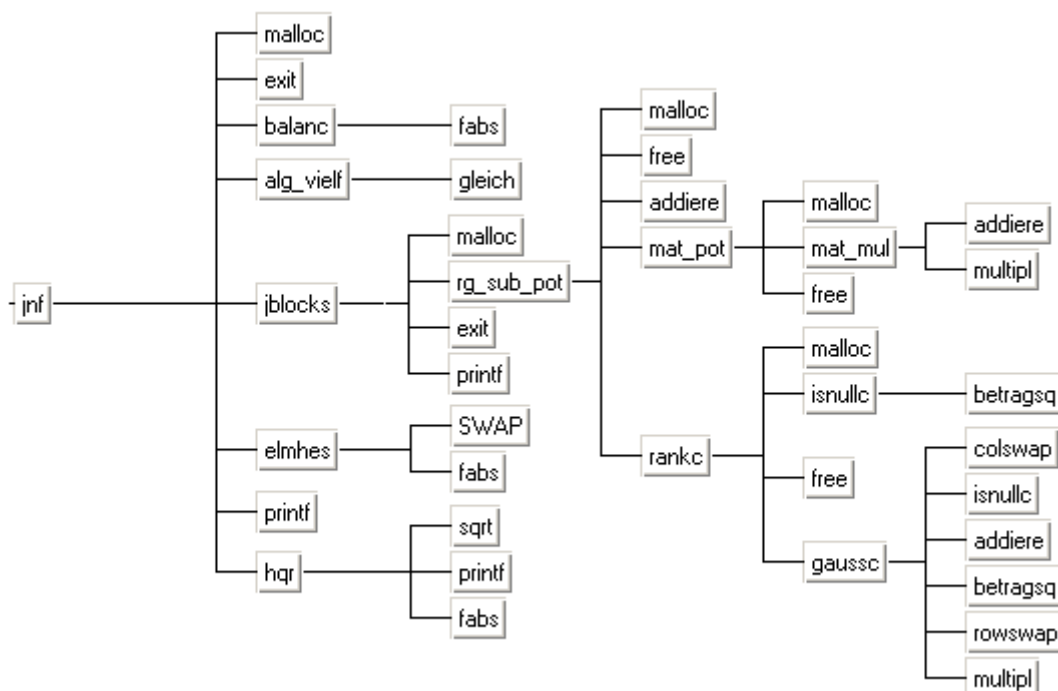 jnf
malloc
exit
balanc
fabs
alg_vielf
gleich
jblocks
malloc
rg_sub_pot
malloc
free
addiere
mat_pot
malloc
mat_mul
addiere
multipl
free
rankc
malloc
isnullc
betragsq
free
gaussc
colswap
isnullc
addiere
betragsq
rowswap
multipl
exit
printf
elmhes
SWAP
fabs
printf
hqr
sqrt
printf
fabs